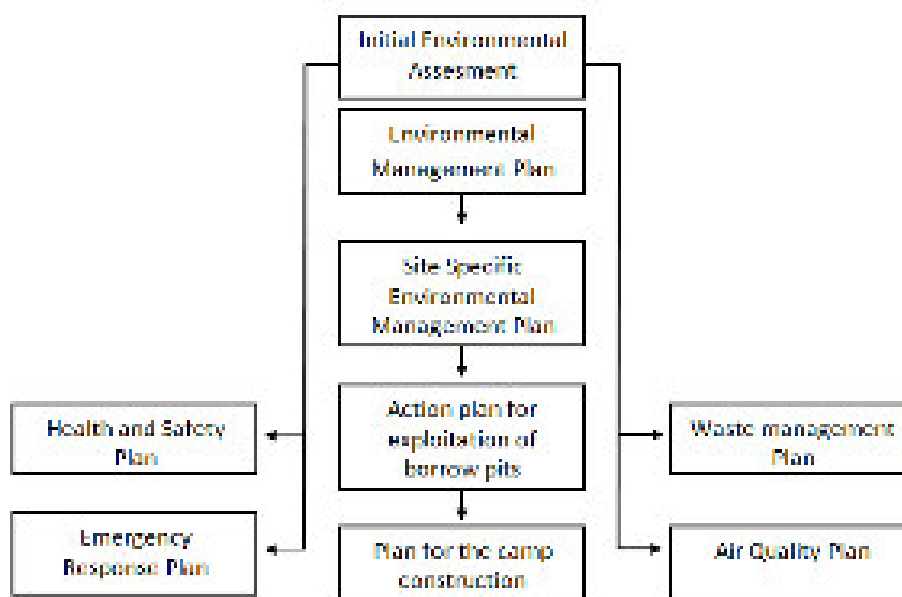 Initial Environmental
Assesment
Environmental
Management Plan
Site Specific
Environmental
Management Plan
Action plan for
exploitation of
borrow pits
Health and Safety
Plan
Waste management
Plan
Emergency
Response Plan
Plan for the camp
construction
Air Quality Plan